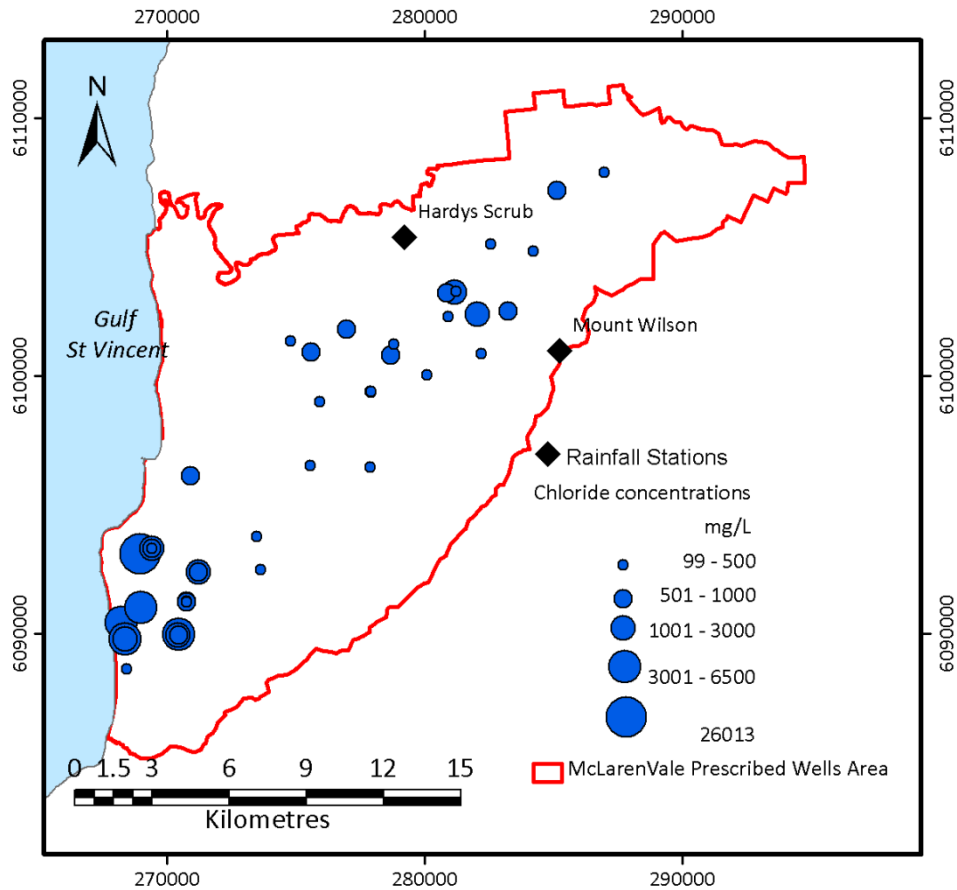 270000 280000 290000
N
6110000 6110000
Hardys Scrub
Gulf
St Vincent
Mount Wilson
6100000 6100000
Rainfall Stations
Chloride concentrations
mg/L
99 - 500
501 - 1000
1001 - 3000
6090000 6090000
3001 - 6500
26013
0 1.5 3 6 9 12 15
McLarenVale Prescribed Wells Area
Kilometres
270000 280000 290000